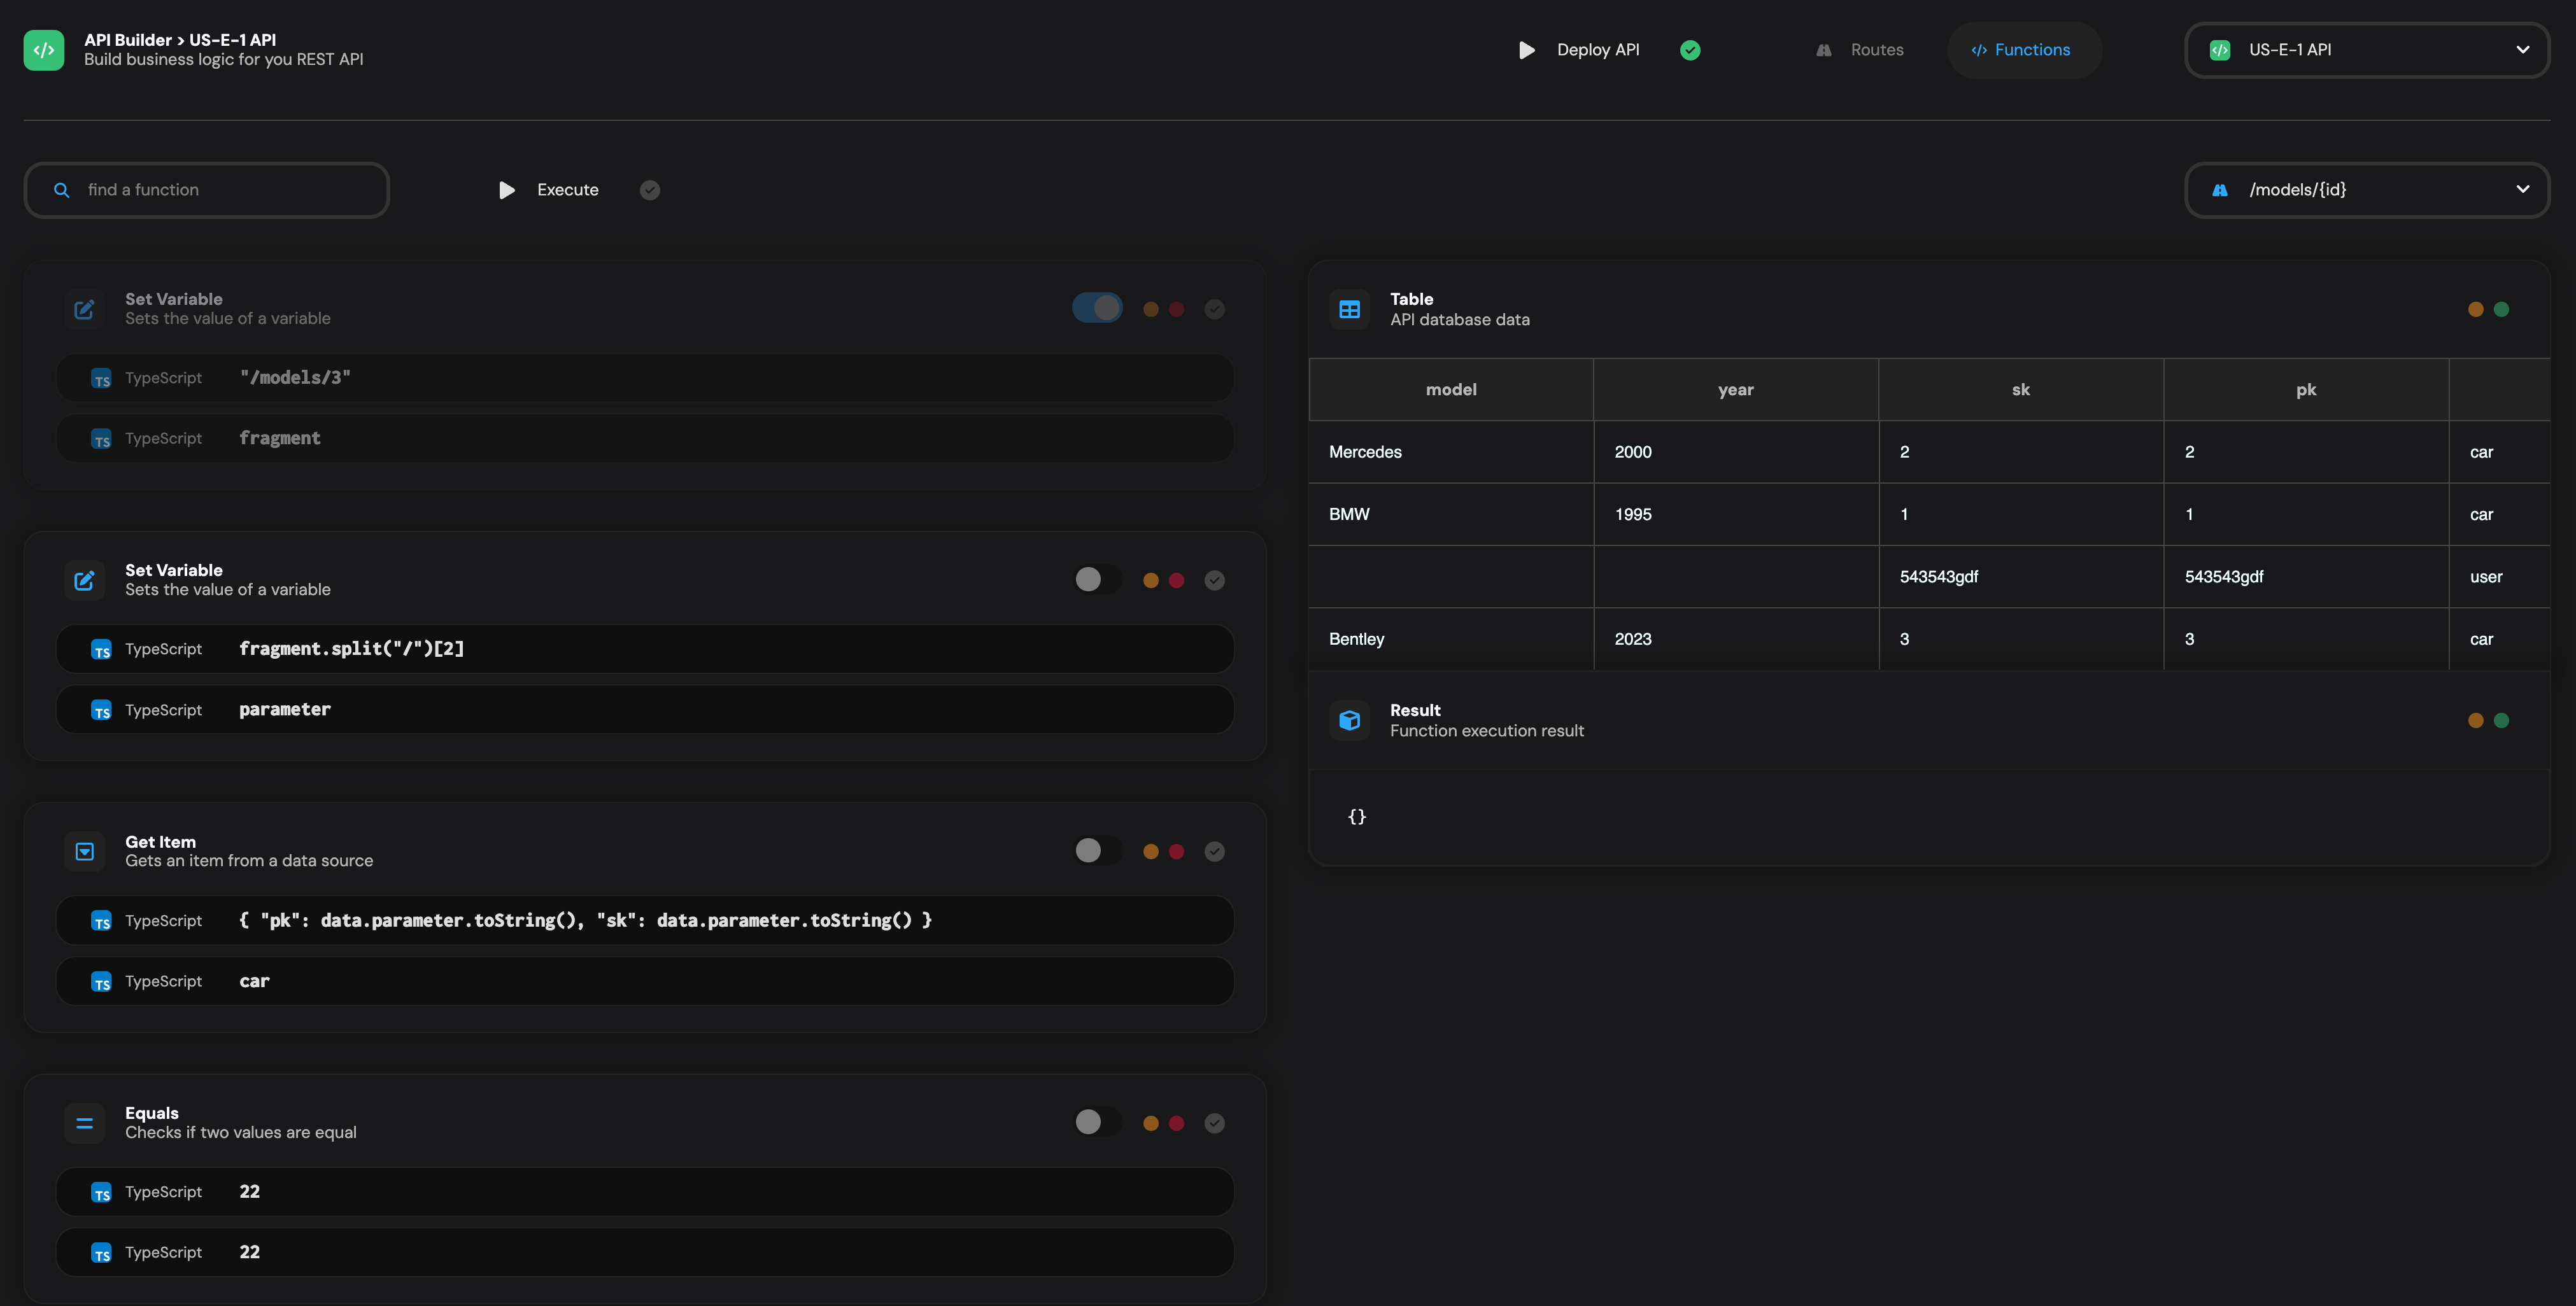 API Builder > US-E-1 API
Build business logic for you REST API
Deploy API
Routes
</> Functions
US-E-1 API
find a function
Execute
/models/{id}
Set Variable
Sets the value of a variable
TS TypeScript "/models/3"
TS TypeScript fragment
Set Variable
Sets the value of a variable
TS TypeScript fragment.split("/")[2]
TS TypeScript parameter
Get Item
Gets an item from a data source
TS TypeScript { "pk": data.parameter.toString(), "sk": data.parameter.toString() }
TS TypeScript car
Equals
Checks if two values are equal
TS TypeScript 22
TS TypeScript 22
Table
API database data
model year sk pk
Mercedes 2000 2 2 car
BMW 1995 1 1 car
543543gdf 543543gdf user
Bentley 2023 3 3 car
Result
Function execution result
{}